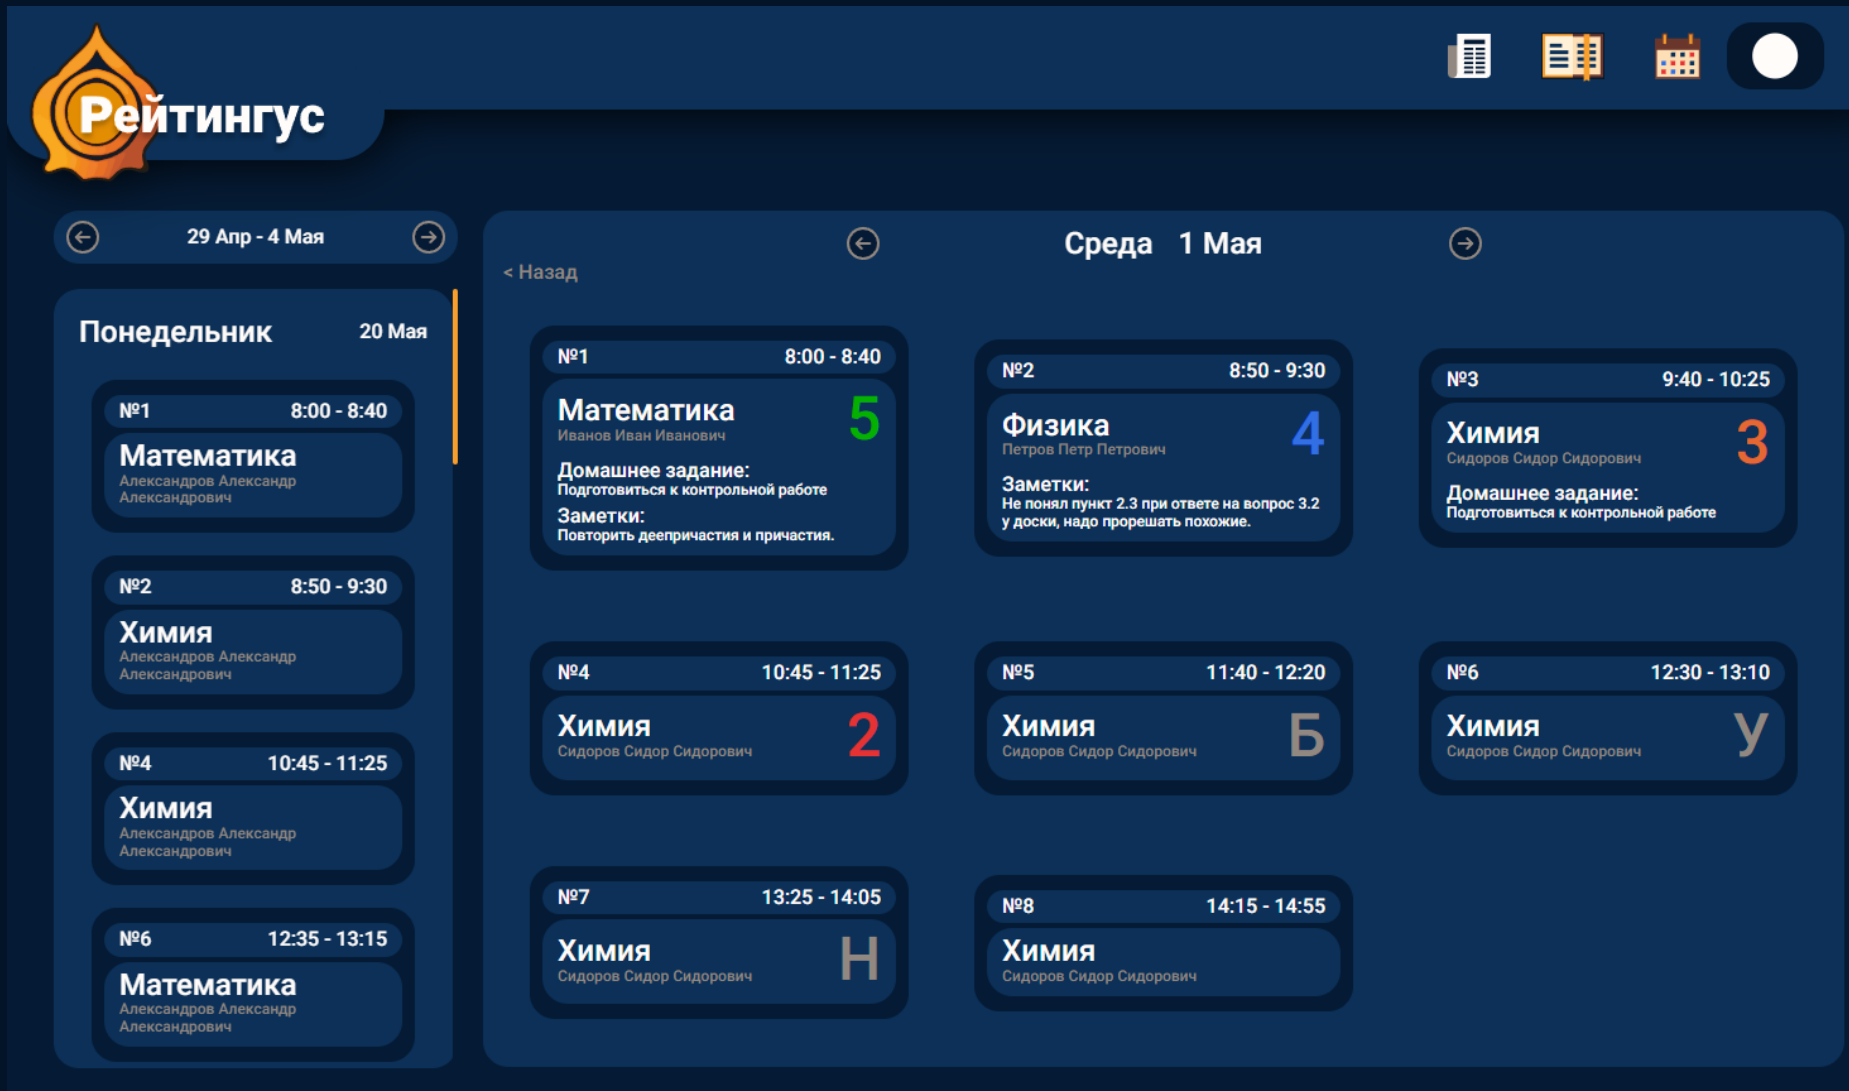 Рейтингус
29 Апр - 4 Мая
Понедельник 20 Мая
№1 8:00 - 8:40
Математика
Александров Александр
Александрович
№2 8:50 - 9:30
Химия
Александров Александр
Александрович
№4 10:45 - 11:25
Химия
Александров Александр
Александрович
№6 12:35 - 13:15
Математика
Александров Александр
Александрович
Среда 1 Мая
< Назад
№1 8:00 - 8:40
Математика 5
Иванов Иван Иванович
Домашнее задание:
Подготовиться к контрольной работе
Заметки:
Повторить деепричастия и причастия.
№2 8:50 - 9:30
Физика 4
Петров Петр Петрович
Заметки:
Не понял пункт 2.3 при ответе на вопрос 3.2
у доски, надо прорешать похожие.
№3 9:40 - 10:25
Химия 3
Сидоров Сидор Сидорович
Домашнее задание:
Подготовиться к контрольной работе
№4 10:45 - 11:25
Химия 2
Сидоров Сидор Сидорович
№5 11:40 - 12:20
Химия Б
Сидоров Сидор Сидорович
№6 12:30 - 13:10
Химия У
Сидоров Сидор Сидорович
№7 13:25 - 14:05
Химия Н
Сидоров Сидор Сидорович
№8 14:15 - 14:55
Химия
Сидоров Сидор Сидорович